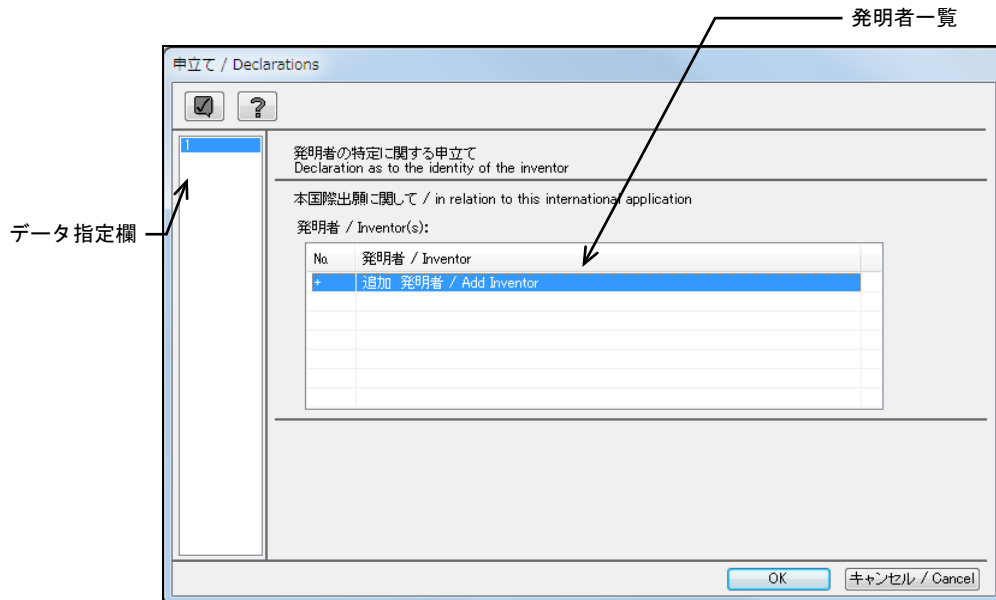 発明者一覧
申立て / Declarations
1
発明者の特定に関する申立て
Declaration as to the identity of the inventor
本国際出願に関して / in relation to this international application
データ指定欄
発明者 / Inventor(s):
No. 発明者 / Inventor
+ 追加 発明者 / Add Inventor
OK キャンセル / Cancel